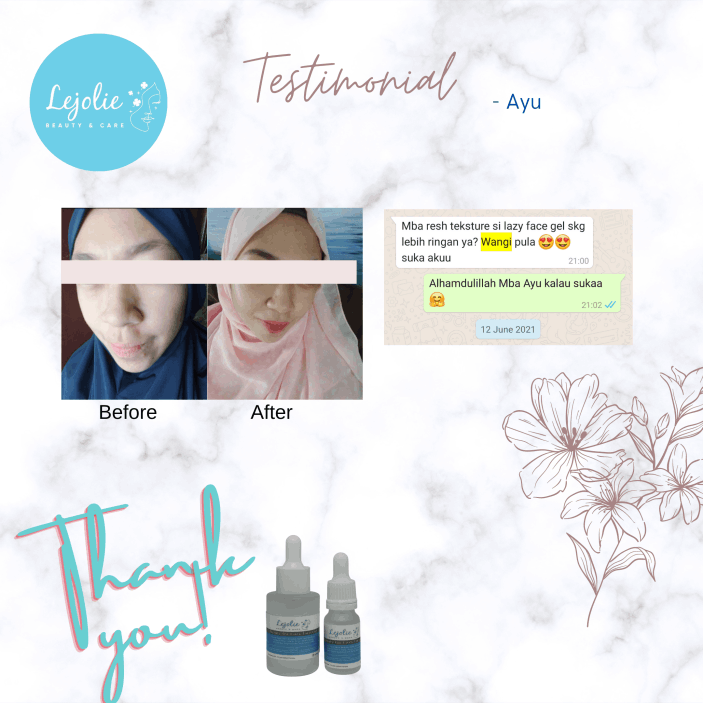 Lejolie
BEAUTY & CARE
Testimonial
- Ayu
Mba resh teksture si lazy face gel skg
lebih ringan ya? Wangi pula 😍😍
suka akuu
21:00
Alhamdulillah Mba Ayu kalau sukaa
🤗
21:02
12 June 2021
Before
After
Thank
you!
Lejolie
Lejolie